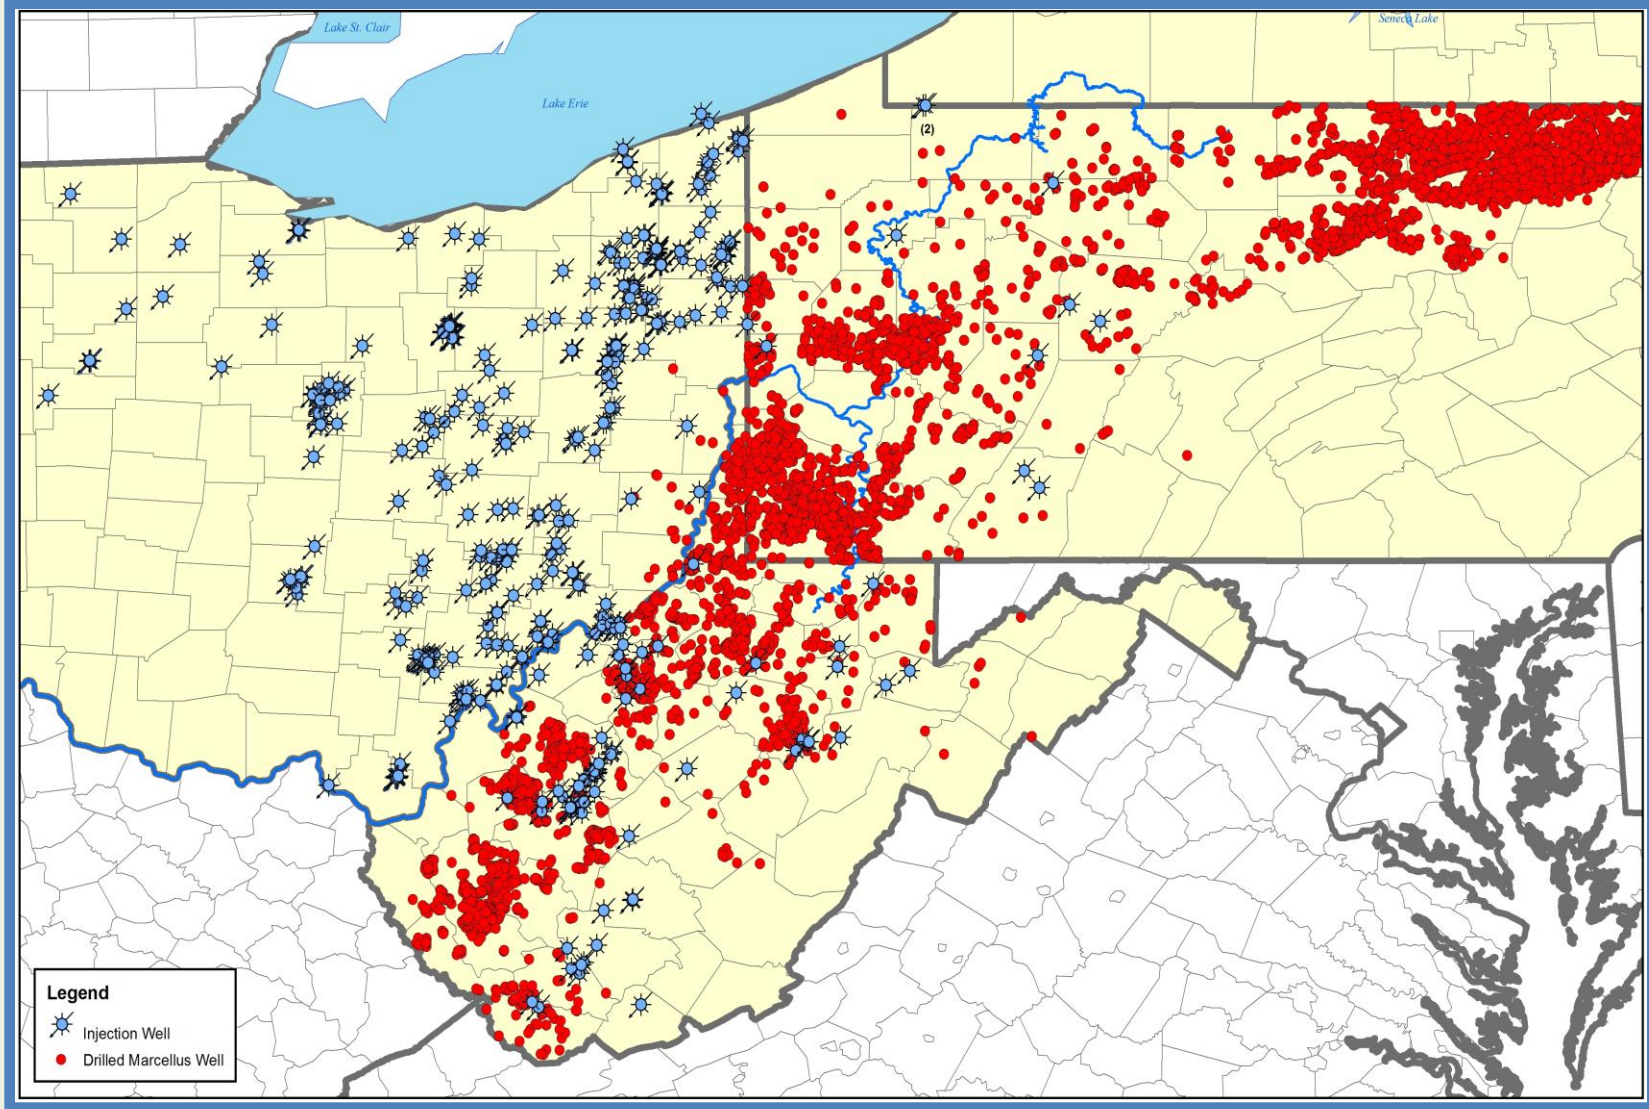 Lake St. Clair
Seneca Lake
Lake Erie
(2)
Legend
Injection Well
Drilled Marcellus Well